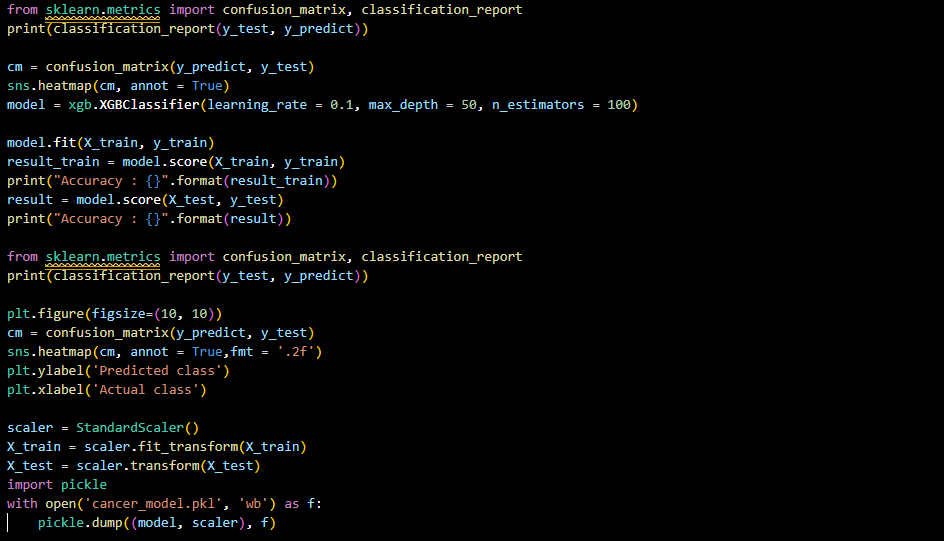 from sklearn.metrics import confusion_matrix, classification_report
print(classification_report(y_test, y_predict))
cm = confusion_matrix(y_predict, y_test)
sns.heatmap(cm, annot = True)
model = xgb.XGBClassifier(learning_rate = 0.1, max_depth = 50, n_estimators = 100)
model.fit(X_train, y_train)
result_train = model.score(X_train, y_train)
print("Accuracy : {}".format(result_train))
result = model.score(X_test, y_test)
print("Accuracy : {}".format(result))
from sklearn.metrics import confusion_matrix, classification_report
print(classification_report(y_test, y_predict))
plt.figure(figsize=(10, 10))
cm = confusion_matrix(y_predict, y_test)
sns.heatmap(cm, annot = True,fmt = '.2f')
plt.ylabel('Predicted class')
plt.xlabel('Actual class')
scaler = StandardScaler()
X_train = scaler.fit_transform(X_train)
X_test = scaler.transform(X_test)
import pickle
with open('cancer_model.pkl', 'wb') as f:
    pickle.dump((model, scaler), f)